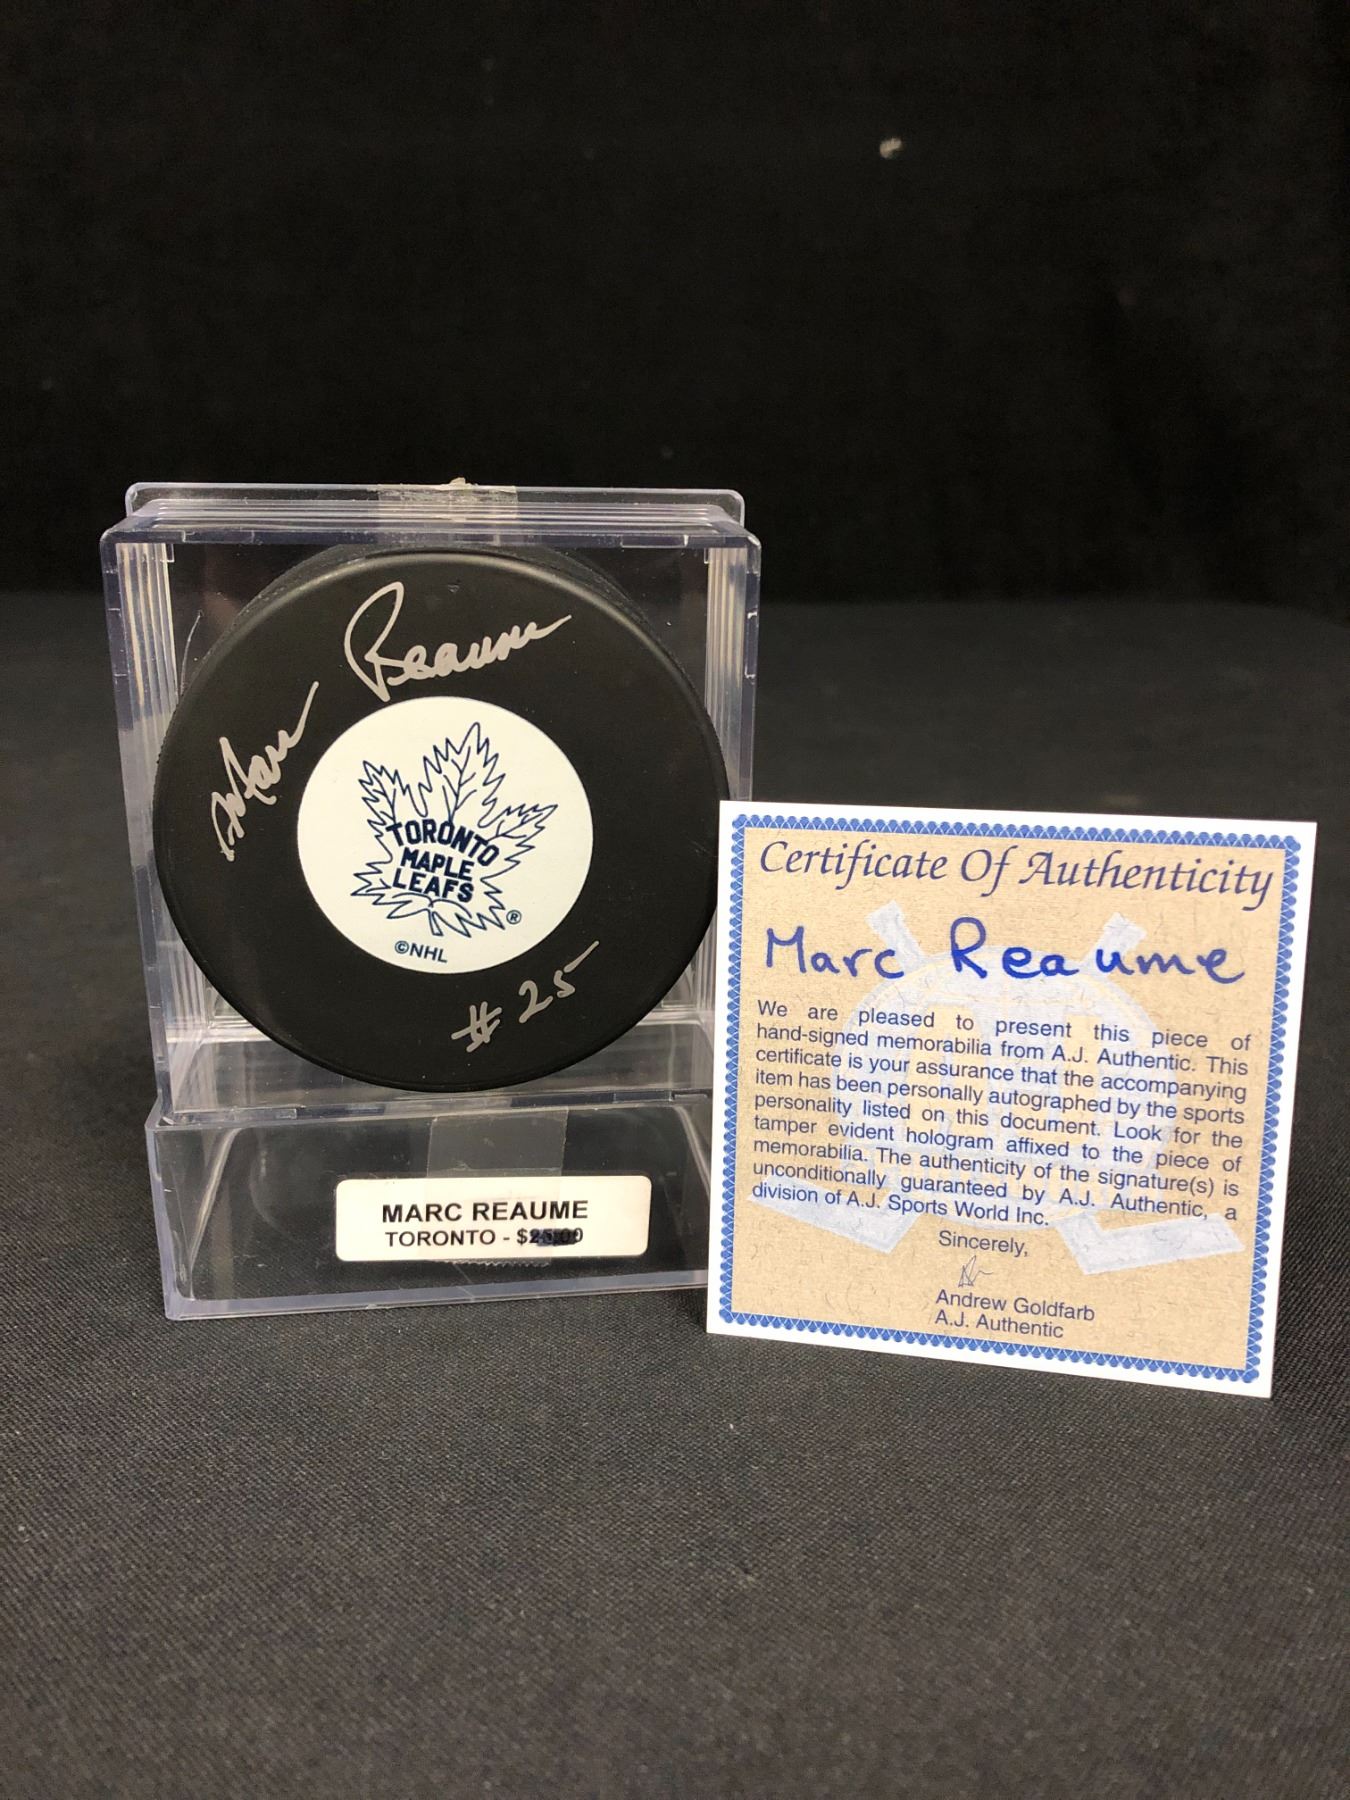 Marc Reaume
TORONTO
MAPLE
LEAFS
®
©NHL
#25
MARC REAUME
TORONTO - $25.00
Certificate Of Authenticity
Marc Reaume
We are pleased to present this piece of
hand-signed memorabilia from A.J. Authentic. This
certificate is your assurance that the accompanying
item has been personally autographed by the sports
personality listed on this document. Look for the
tamper evident hologram affixed to the piece of
memorabilia. The authenticity of the signature(s) is
unconditionally guaranteed by A.J. Authentic, a
division of A.J. Sports World Inc.
Sincerely,
Andrew Goldfarb
A.J. Authentic